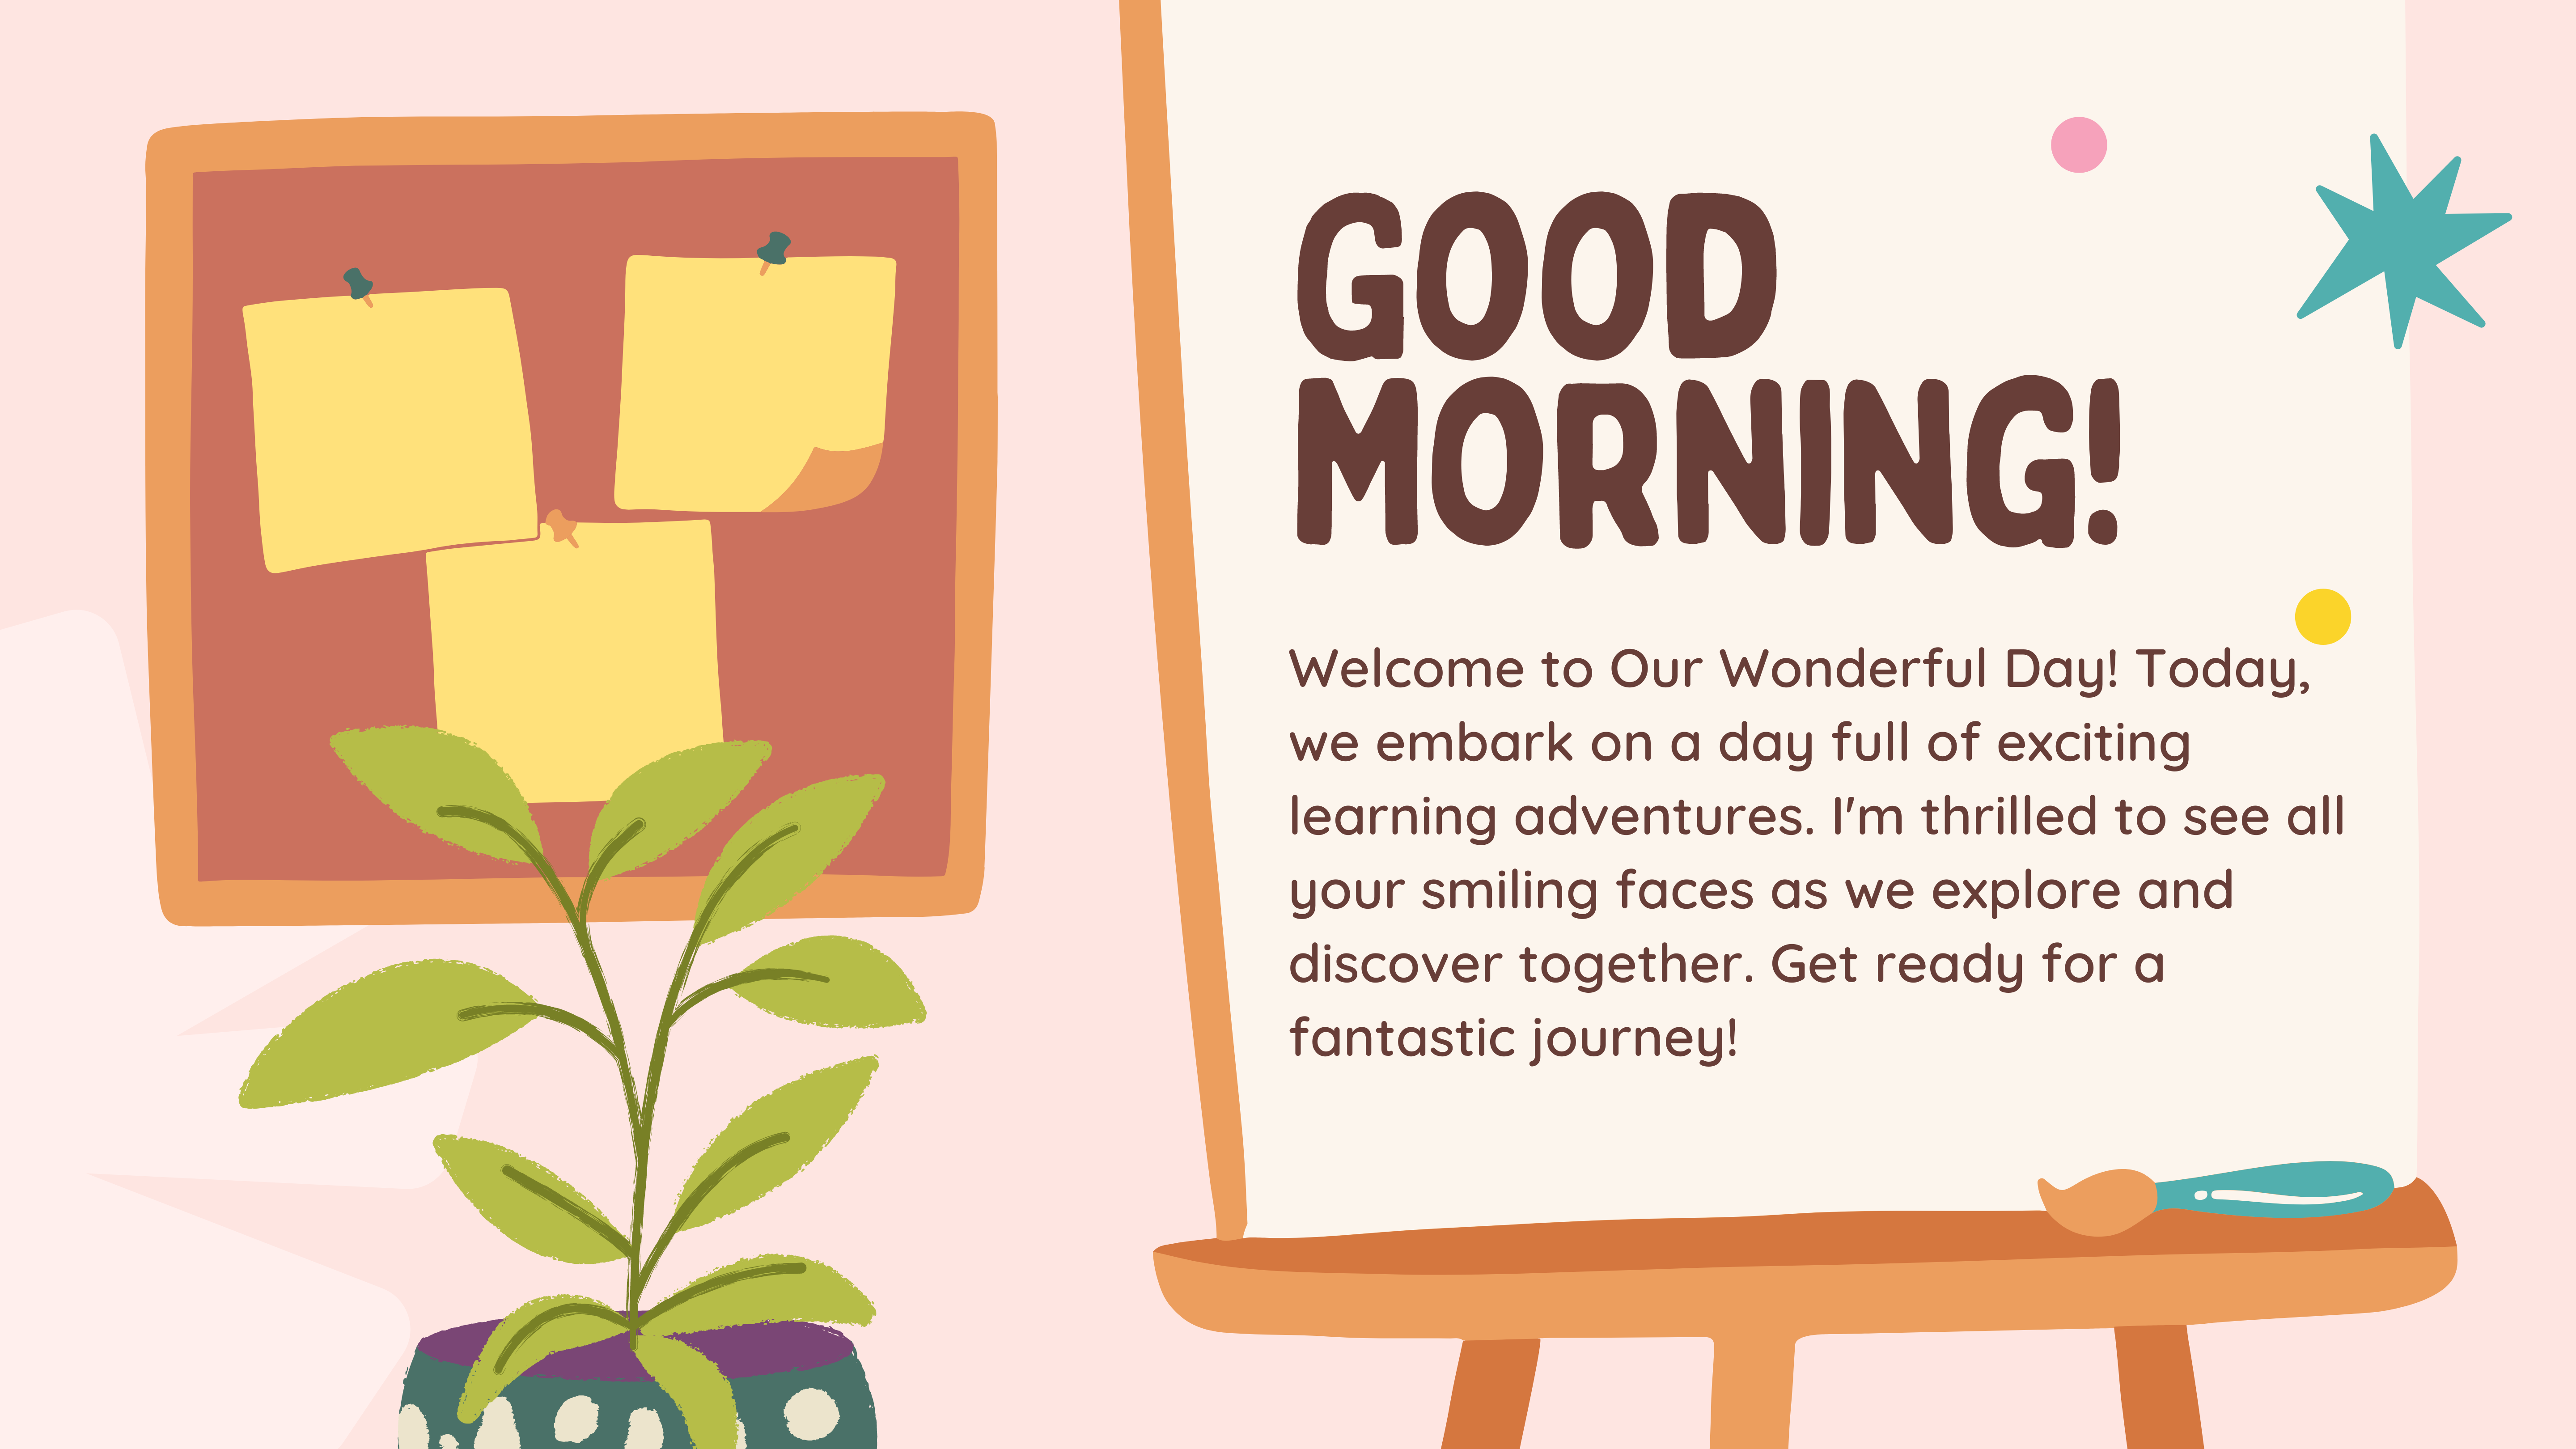 GOOD
MORNING!
Welcome to Our Wonderful Day! Today,
we embark on a day full of exciting
learning adventures. I'm thrilled to see all
your smiling faces as we explore and
discover together. Get ready for a
fantastic journey!